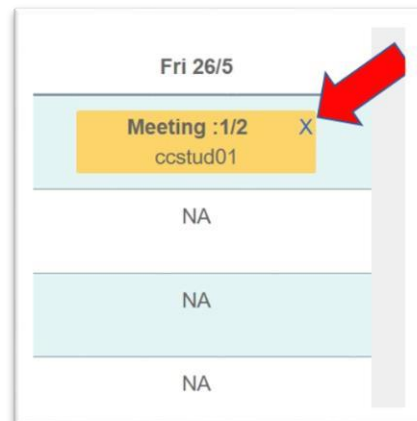 Fri 26/5
Meeting :1/2 X
ccstud01
NA
NA
NA